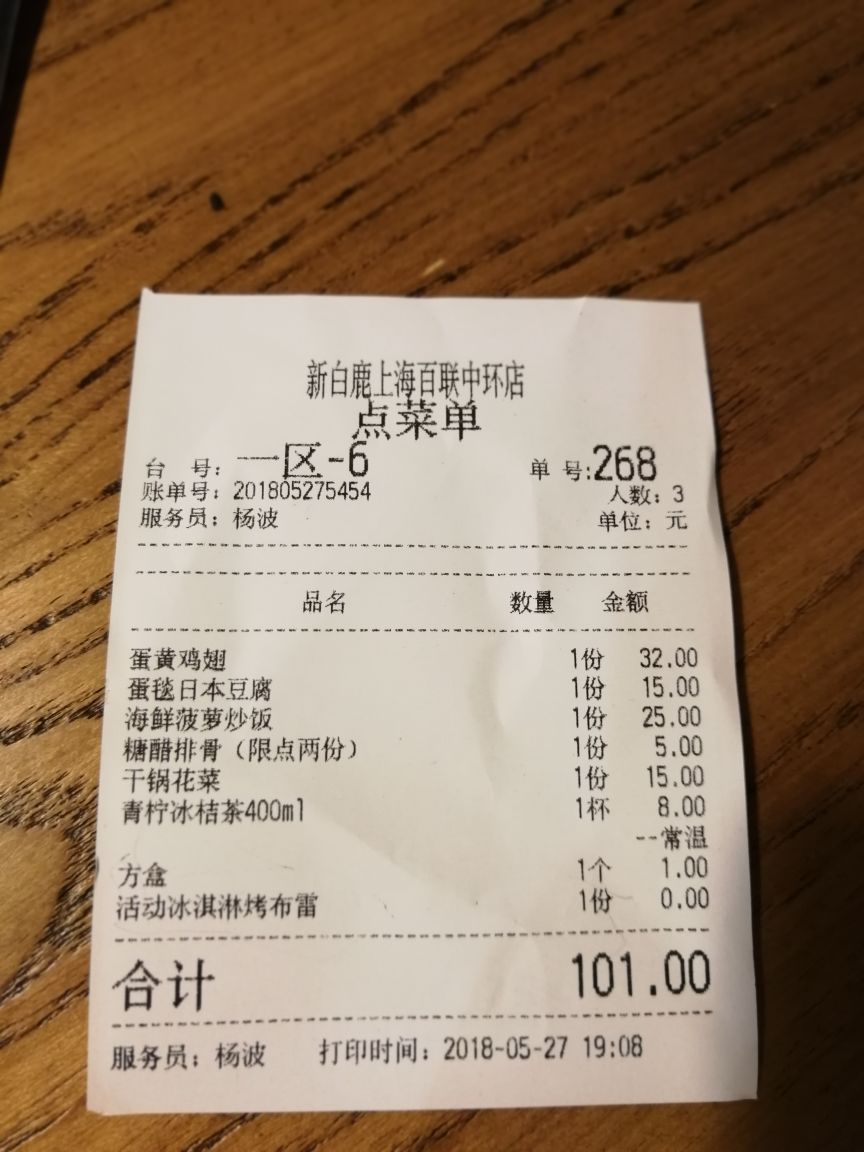 新白鹿上海百联中环店
点菜单
台 号：一区-6 单 号:268
账单号：201805275454 人数：3
服务员：杨波 单位：元
品名 数量 金额
蛋黄鸡翅 1份 32.00
蛋毯日本豆腐 1份 15.00
海鲜菠萝炒饭 1份 25.00
糖醋排骨（限点两份） 1份 5.00
干锅花菜 1份 15.00
青柠冰桔茶400ml 1杯 8.00
--常温
方盒 1个 1.00
活动冰淇淋烤布雷 1份 0.00
合计 101.00
服务员：杨波 打印时间：2018-05-27 19:08